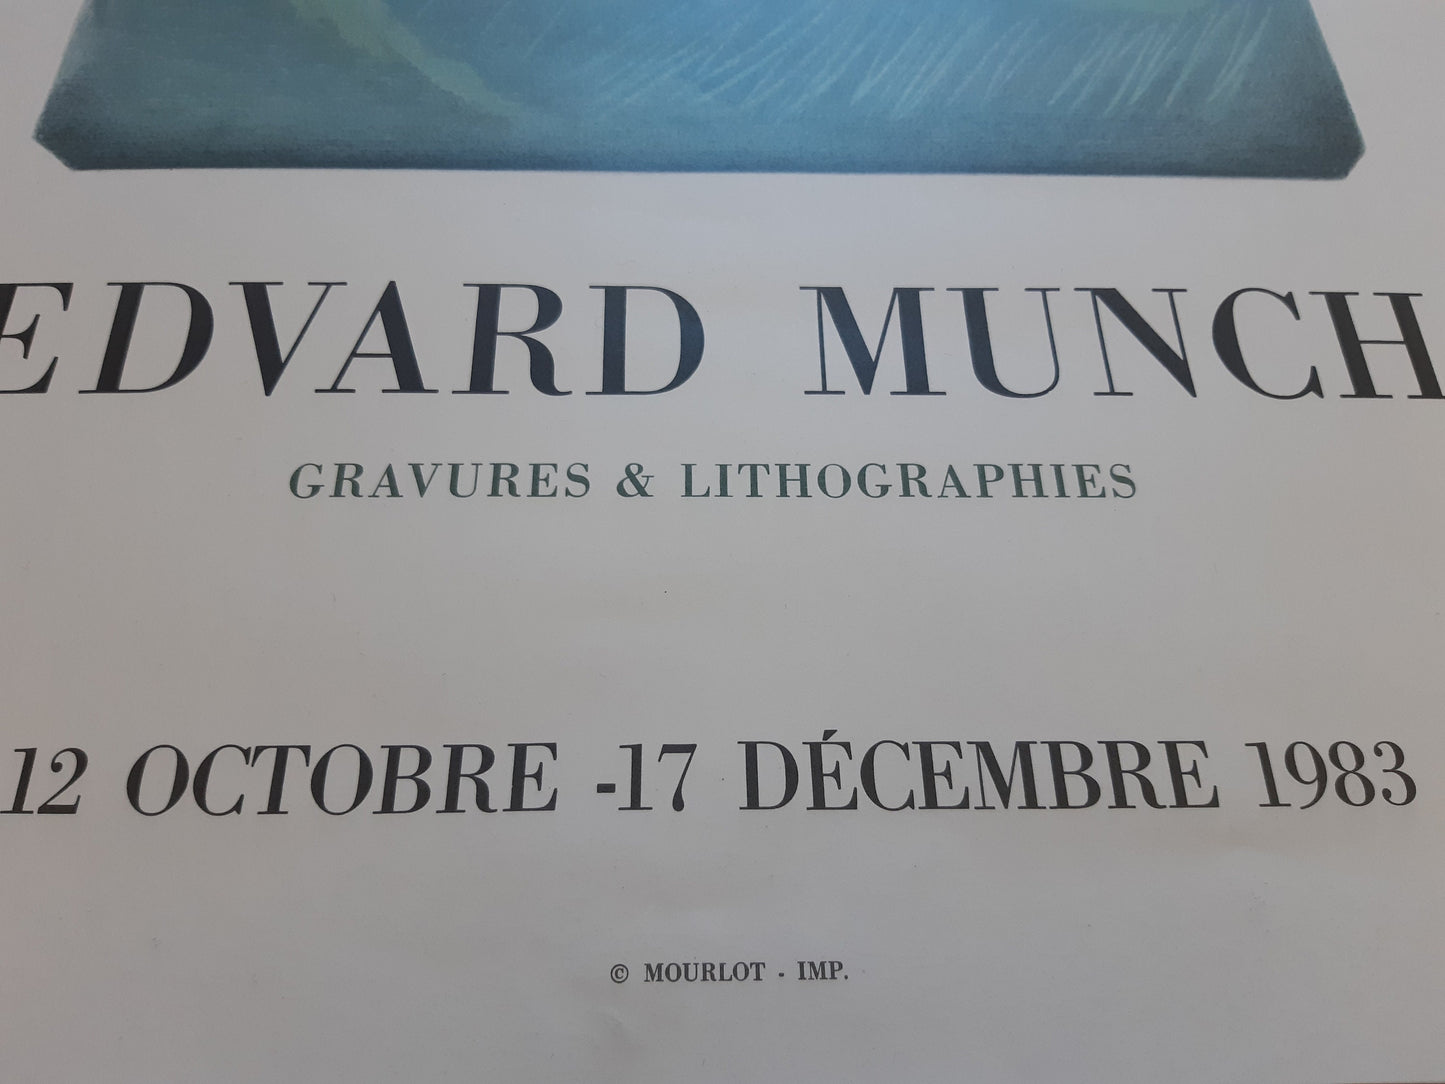 EDVARD MUNCH
GRAVURES & LITHOGRAPHIES
12 OCTOBRE -17 DÉCEMBRE 1983
© MOURLOT - IMP.